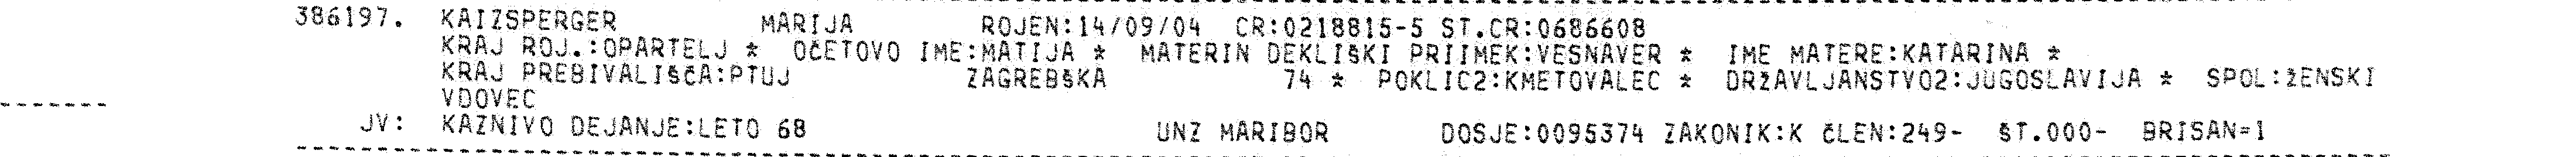 386197. KAIZSPERGER MARIJA ROJEN:14/09/04 CR:0218815-5 ST.CR:0686608
KRAJ ROJ.:OPARTELJ * OČETOVO IME:MATIJA * MATERIN DEKLIŠKI PRIIMEK:VESNAVER * IME MATERE:KATARINA *
KRAJ PREBIVALIŠČA:PTUJ ZAGREBŠKA 74 * POKLIC2:KMETOVALEC * DRŽAVLJANSTVO2:JUGOSLAVIJA * SPOL:ŽENSKI
VDOVEC
JV: KAZNIVO DEJANJE:LETO 68 UNZ MARIBOR DOSJE:0095374 ZAKONIK:K ČLEN:249- ŠT.000- BRISAN=1